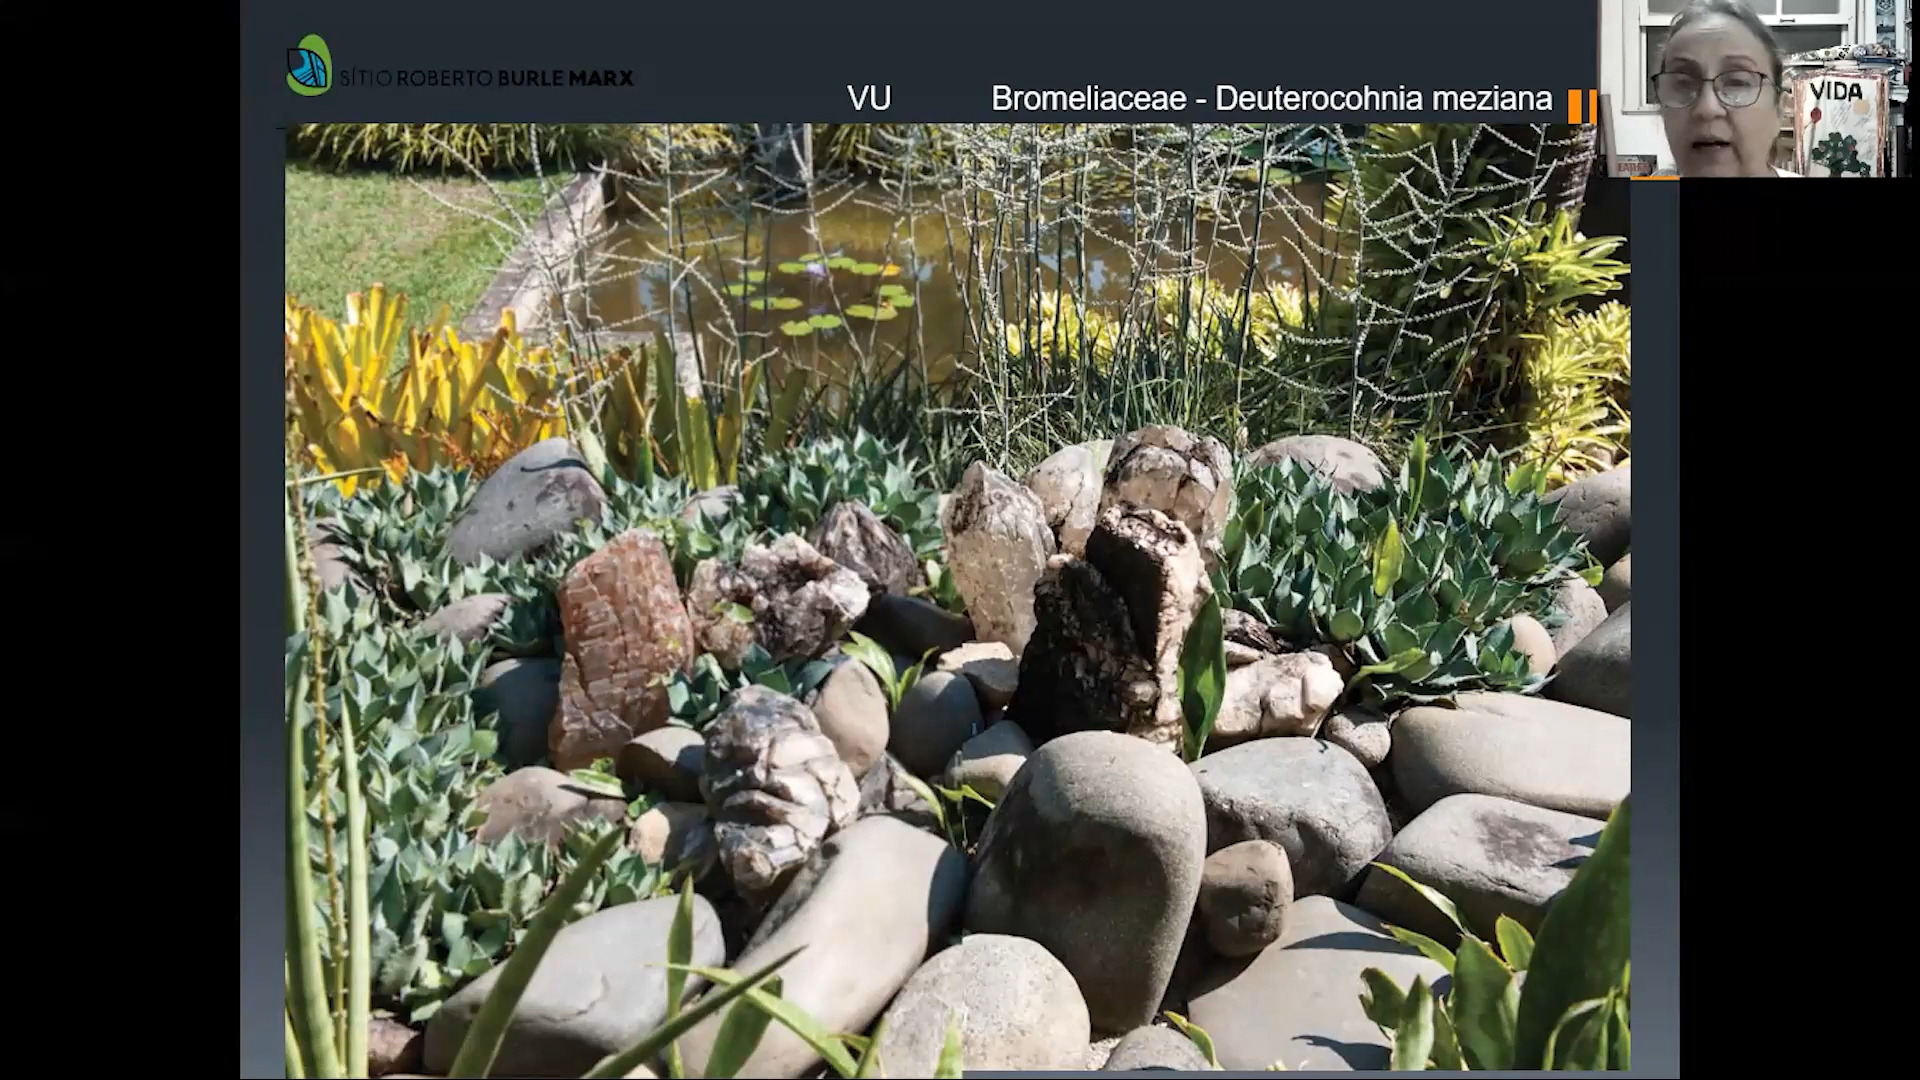 SÍTIO ROBERTO BURLE MARX
VU Bromeliaceae - Deuterocohnia meziana
VIDA